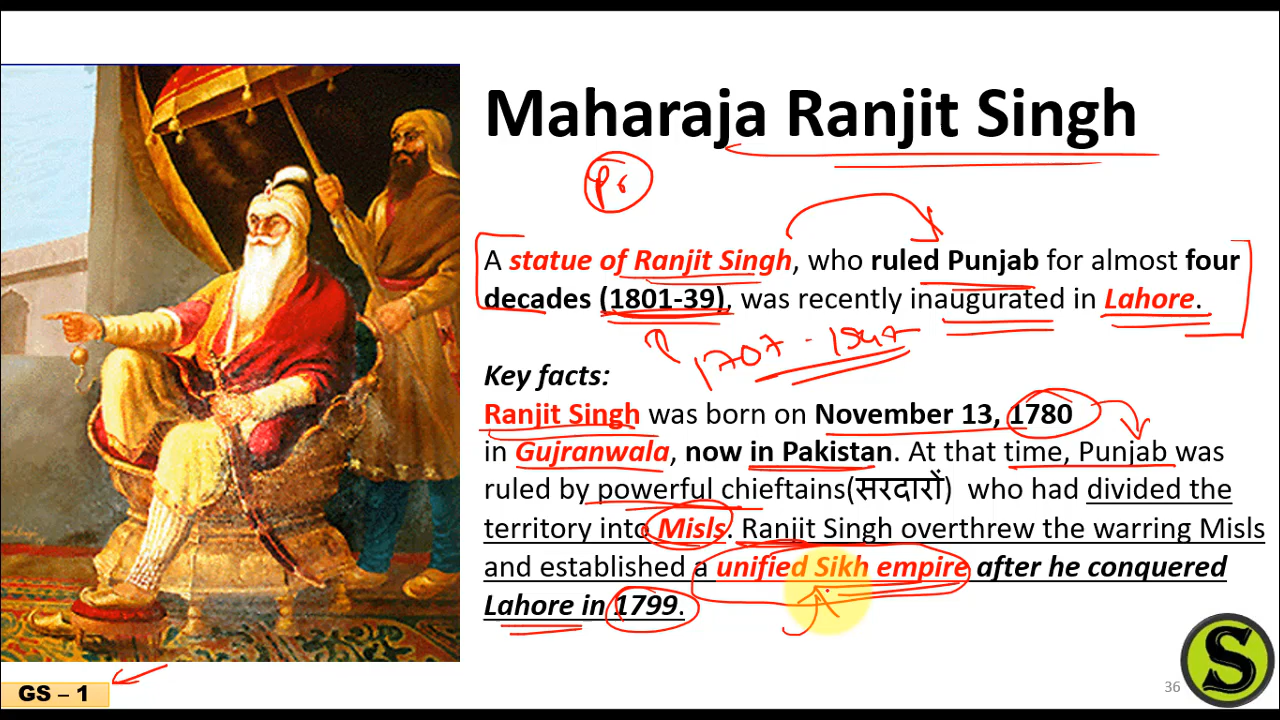 Maharaja Ranjit Singh
Pr
A statue of Ranjit Singh, who ruled Punjab for almost four
decades (1801-39), was recently inaugurated in Lahore.
1707 - 1947
Key facts:
Ranjit Singh was born on November 13, 1780
in Gujranwala, now in Pakistan. At that time, Punjab was
ruled by powerful chieftains(सरदारों) who had divided the
territory into Misls. Ranjit Singh overthrew the warring Misls
and established a unified Sikh empire after he conquered
Lahore in 1799.
GS – 1
36
S